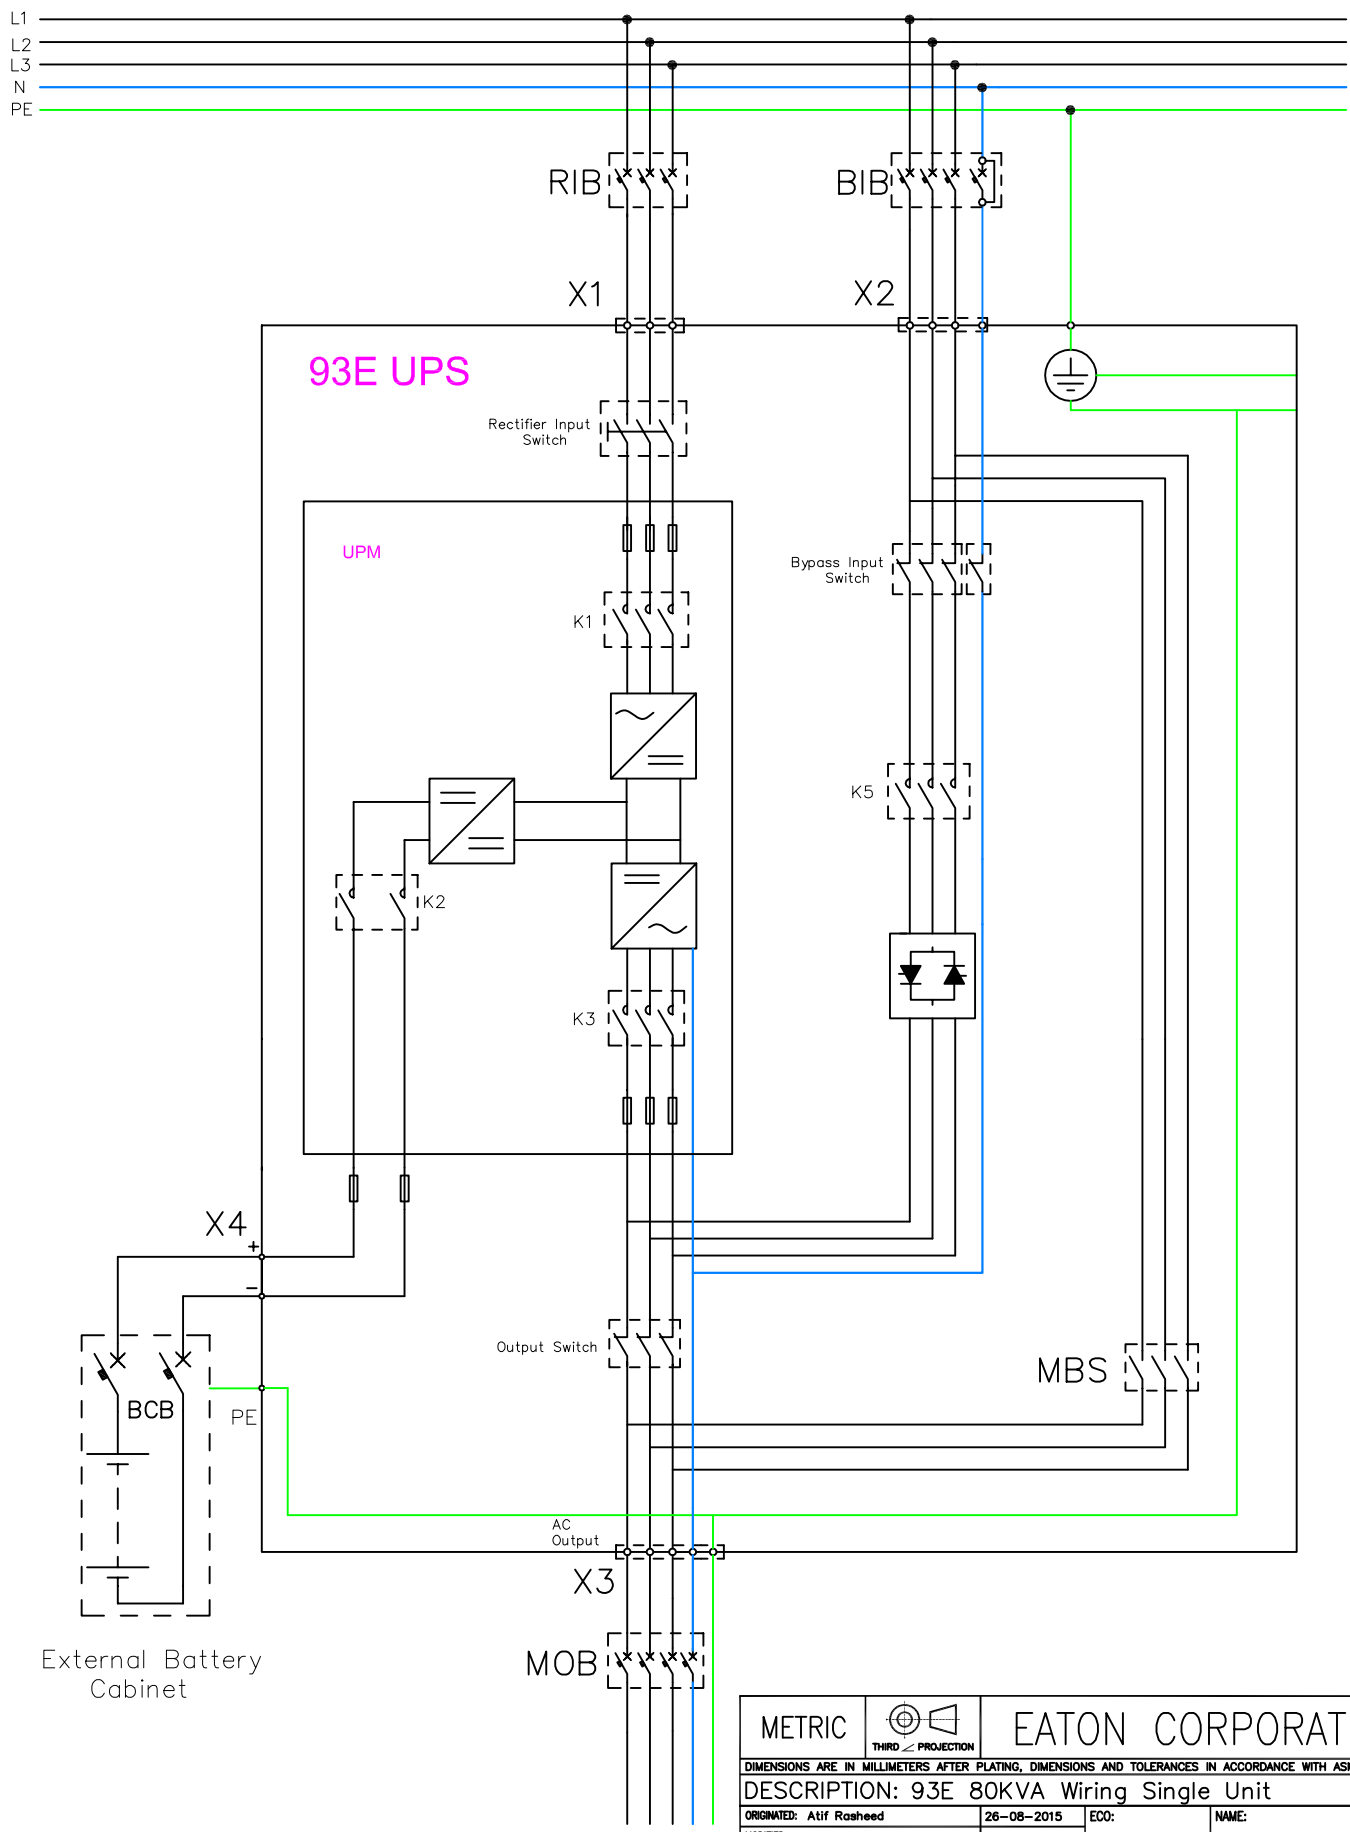 L1
L2
L3
N
PE
RIB
BIB
X1
X2
93E UPS
Rectifier Input
Switch
UPM
Bypass Input
Switch
K1
K5
K2
K3
X4
+
−
Output Switch
MBS
BCB
PE
AC
Output
X3
External Battery
Cabinet
MOB
METRIC
THIRD PROJECTION
EATON CORPORAT
DIMENSIONS ARE IN MILLIMETERS AFTER PLATING, DIMENSIONS AND TOLERANCES IN ACCORDANCE WITH
DESCRIPTION: 93E 80KVA Wiring Single Unit
ORIGINATED: Atif Rasheed
26-08-2015
ECO:
NAME: